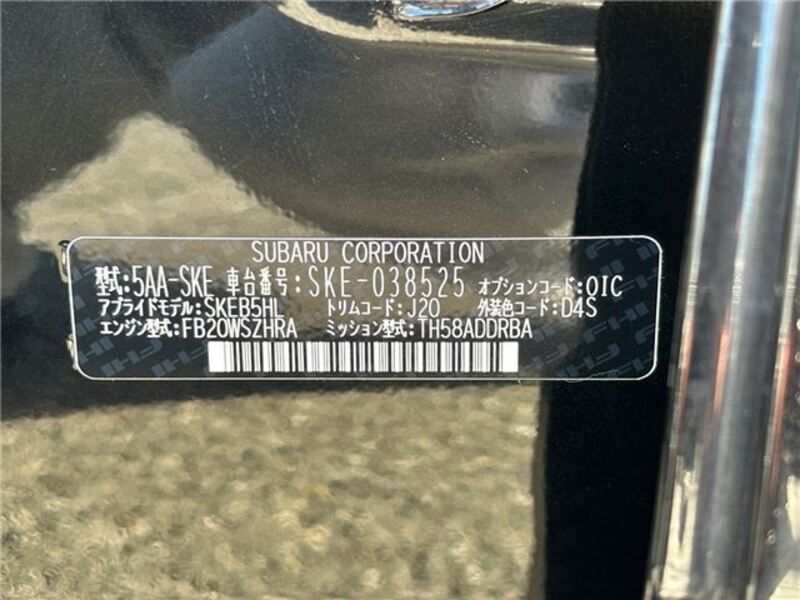 SUBARU CORPORATION
型式:5AA-SKE 車台番号:SKE-038525 オプションコード:OIC
アプライドモデル:SKEB5HL トリムコード:J20 外装色コード:D4S
エンジン型式:FB20WSZHRA ミッション型式:TH58ADDRBA